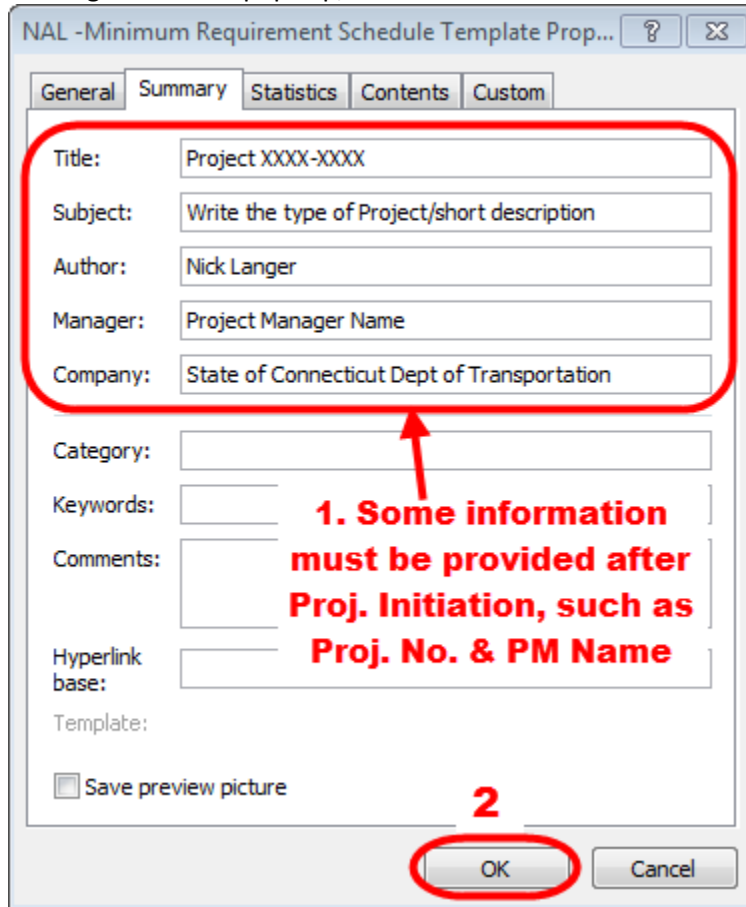 NAL -Minimum Requirement Schedule Template Prop...
General Summary Statistics Contents Custom
Title: Project XXXX-XXXX
Subject: Write the type of Project/short description
Author: Nick Langer
Manager: Project Manager Name
Company: State of Connecticut Dept of Transportation
Category:
Keywords:
1. Some information
must be provided after
Comments:
Proj. Initiation, such as
Proj. No. & PM Name
Hyperlink
base:
Template:
Save preview picture
2
OK Cancel